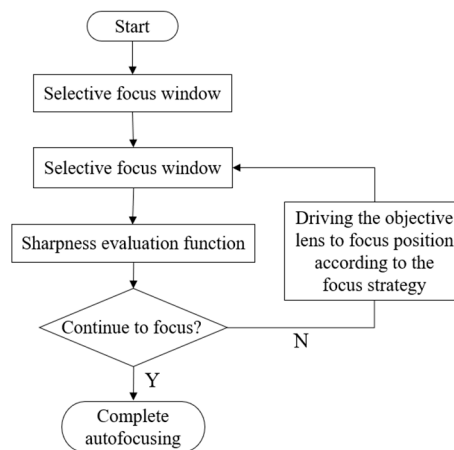 Start
Selective focus window
Selective focus window
Driving the objective
lens to focus position
according to the
focus strategy
Sharpness evaluation function
Continue to focus?
N
Y
Complete
autofocusing